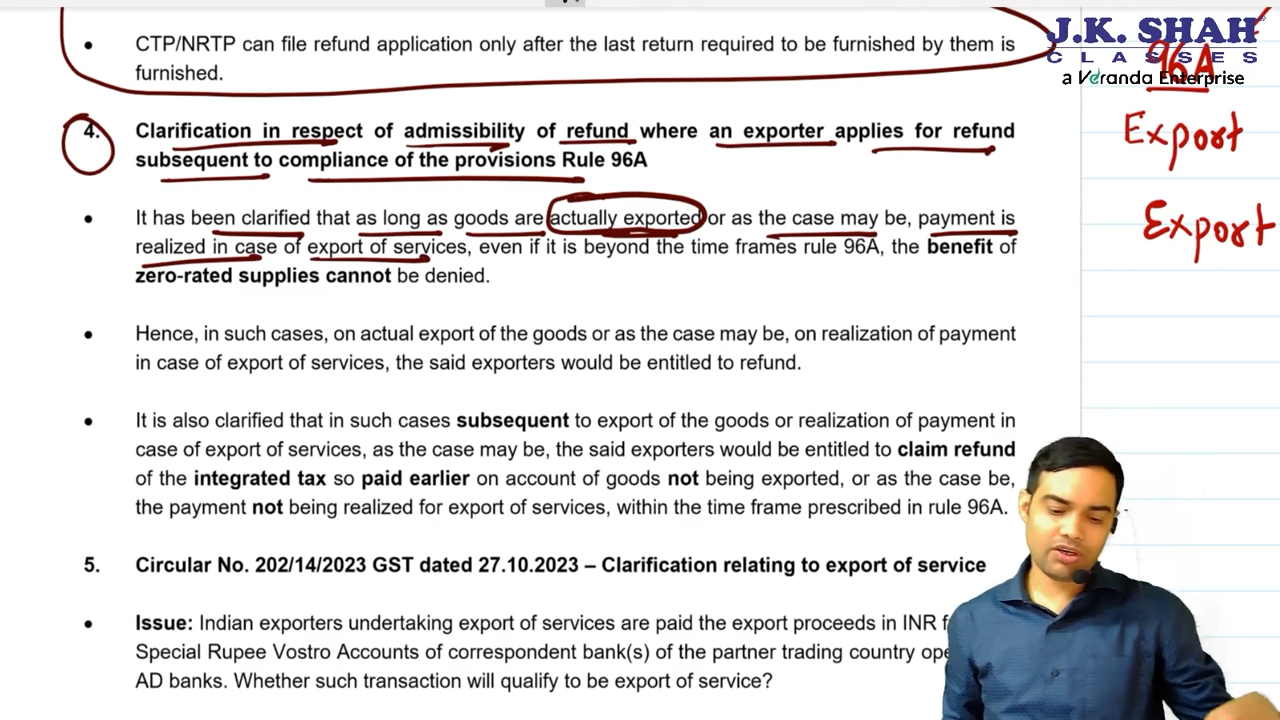 • CTP/NRTP can file refund application only after the last return required to be furnished by them is
furnished.
J.K. SHAH
CLASSES
a Veranda Enterprise
96A
Export
Export
4. Clarification in respect of admissibility of refund where an exporter applies for refund
subsequent to compliance of the provisions Rule 96A
• It has been clarified that as long as goods are actually exported or as the case may be, payment is
realized in case of export of services, even if it is beyond the time frames rule 96A, the benefit of
zero-rated supplies cannot be denied.
• Hence, in such cases, on actual export of the goods or as the case may be, on realization of payment
in case of export of services, the said exporters would be entitled to refund.
• It is also clarified that in such cases subsequent to export of the goods or realization of payment in
case of export of services, as the case may be, the said exporters would be entitled to claim refund
of the integrated tax so paid earlier on account of goods not being exported, or as the case be,
the payment not being realized for export of services, within the time frame prescribed in rule 96A.
5. Circular No. 202/14/2023 GST dated 27.10.2023 – Clarification relating to export of service
• Issue: Indian exporters undertaking export of services are paid the export proceeds in INR
Special Rupee Vostro Accounts of correspondent bank(s) of the partner trading country
AD banks. Whether such transaction will qualify to be export of service?